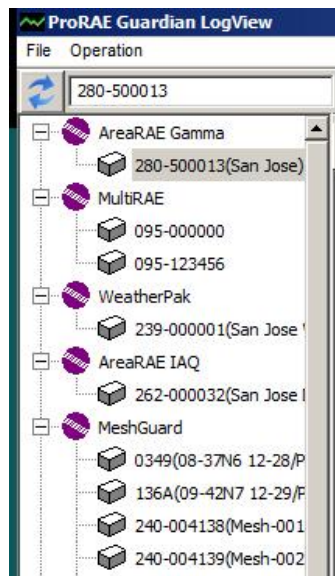 ProRAE Guardian LogView
File Operation
280-500013
AreaRAE Gamma
280-500013(San Jose)
MultiRAE
095-000000
095-123456
WeatherPak
239-000001(San Jose
AreaRAE IAQ
262-000032(San Jose
MeshGuard
0349(08-37N6 12-28/P
136A(09-42N7 12-29/P
240-004138(Mesh-001
240-004139(Mesh-002